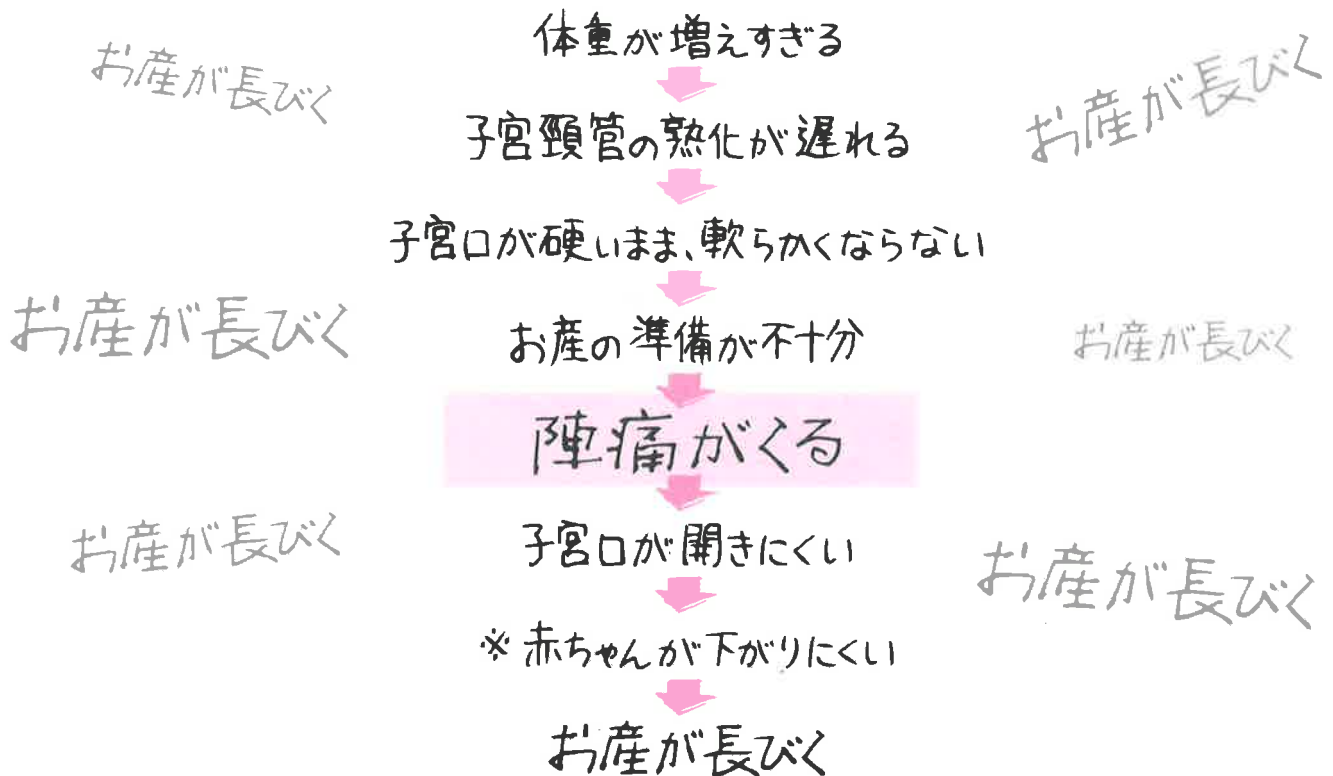 体重が増えすぎる
お産が長びく
お産が長びく
子宮頸管の熟化が遅れる
子宮口が硬いまま、軟らかくならない
お産が長びく
お産の準備が不十分
お産が長びく
陣痛がくる
お産が長びく
子宮口が開きにくい
お産が長びく
※赤ちゃんが下がりにくい
お産が長びく